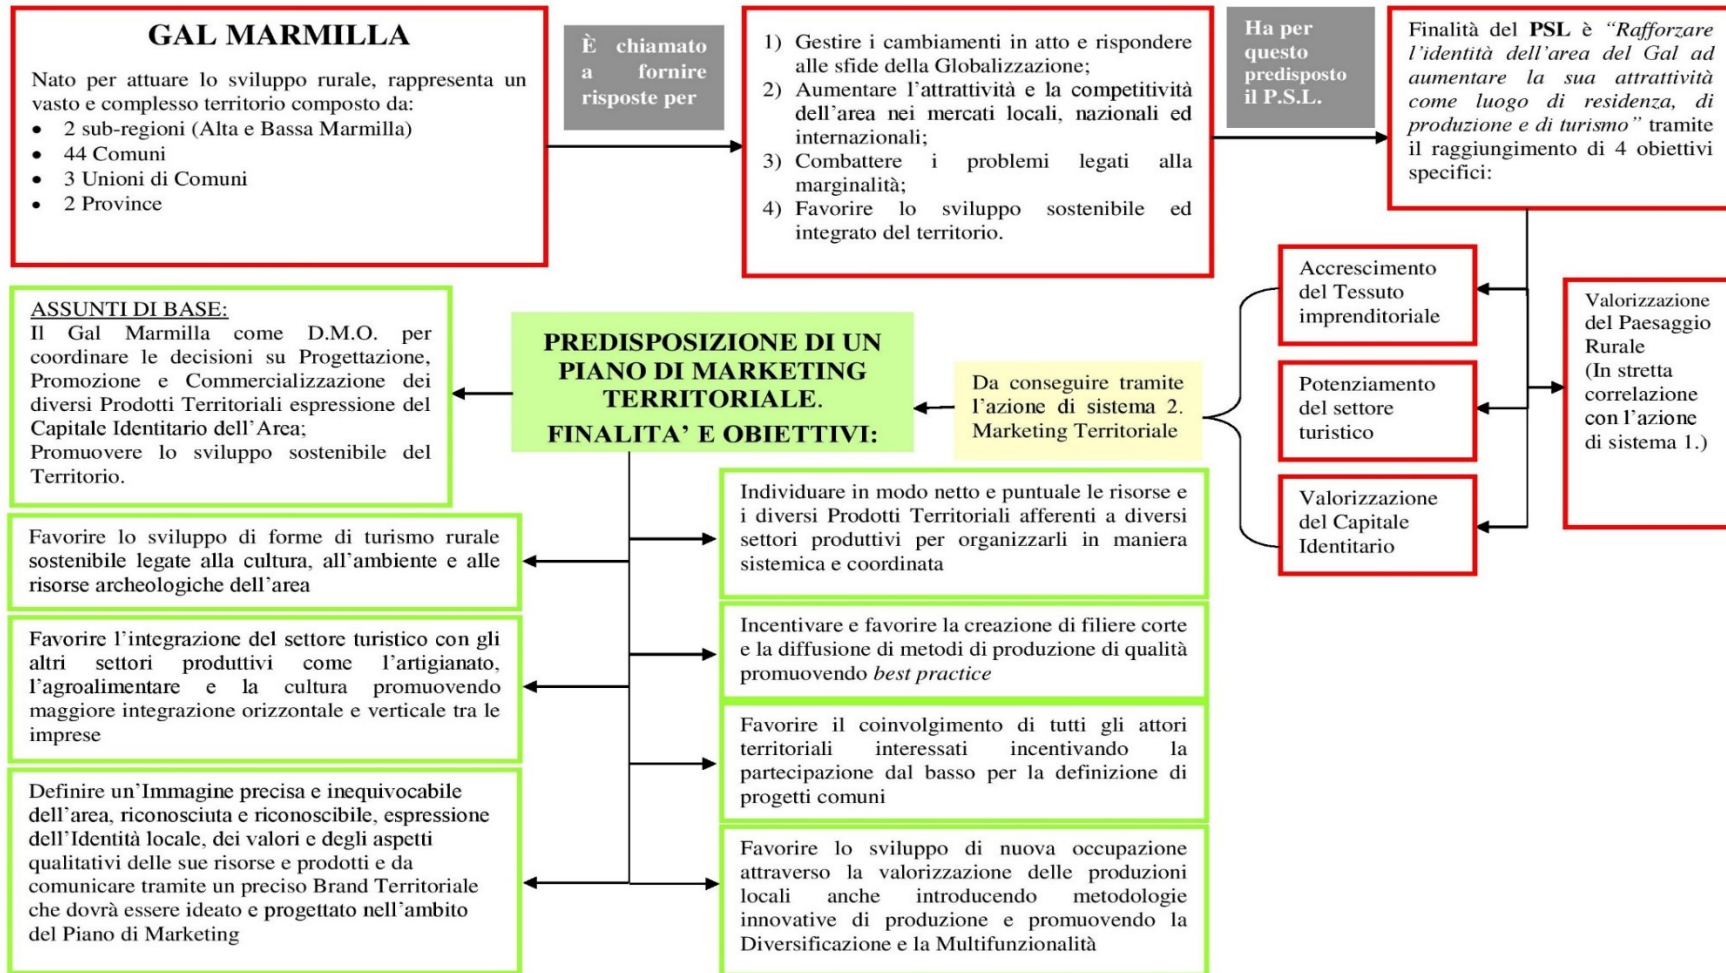 GAL MARMILLA
Nato per attuare lo sviluppo rurale, rappresenta un
vasto e complesso territorio composto da:
• 2 sub-regioni (Alta e Bassa Marmilla)
• 44 Comuni
• 3 Unioni di Comuni
• 2 Province
È chiamato
a fornire
risposte per
1) Gestire i cambiamenti in atto e rispondere
alle sfide della Globalizzazione;
2) Aumentare l’attrattività e la competitività
dell’area nei mercati locali, nazionali ed
internazionali;
3) Combattere i problemi legati alla
marginalità;
4) Favorire lo sviluppo sostenibile ed
integrato del territorio.
Ha per
questo
predisposto
il P.S.L.
Finalità del PSL è “Rafforzare
l’identità dell’area del Gal ad
aumentare la sua attrattività
come luogo di residenza, di
produzione e di turismo” tramite
il raggiungimento di 4 obiettivi
specifici:
Accrescimento
del Tessuto
imprenditoriale
Potenziamento
del settore
turistico
Valorizzazione
del Capitale
Identitario
Valorizzazione
del Paesaggio
Rurale
(In stretta
correlazione
con l’azione
di sistema 1.)
Da conseguire tramite
l’azione di sistema 2.
Marketing Territoriale
PREDISPOSIZIONE DI UN
PIANO DI MARKETING
TERRITORIALE.
FINALITA’ E OBIETTIVI:
ASSUNTI DI BASE:
Il Gal Marmilla come D.M.O. per
coordinare le decisioni su Progettazione,
Promozione e Commercializzazione dei
diversi Prodotti Territoriali espressione del
Capitale Identitario dell’Area;
Promuovere lo sviluppo sostenibile del
Territorio.
Favorire lo sviluppo di forme di turismo rurale
sostenibile legate alla cultura, all’ambiente e alle
risorse archeologiche dell’area
Favorire l’integrazione del settore turistico con gli
altri settori produttivi come l’artigianato,
l’agroalimentare e la cultura promuovendo
maggiore integrazione orizzontale e verticale tra le
imprese
Definire un’Immagine precisa e inequivocabile
dell’area, riconosciuta e riconoscibile, espressione
dell’Identità locale, dei valori e degli aspetti
qualitativi delle sue risorse e prodotti e da
comunicare tramite un preciso Brand Territoriale
che dovrà essere ideato e progettato nell’ambito
del Piano di Marketing
Individuare in modo netto e puntuale le risorse e
i diversi Prodotti Territoriali afferenti a diversi
settori produttivi per organizzarli in maniera
sistemica e coordinata
Incentivare e favorire la creazione di filiere corte
e la diffusione di metodi di produzione di qualità
promuovendo best practice
Favorire il coinvolgimento di tutti gli attori
territoriali interessati incentivando la
partecipazione dal basso per la definizione di
progetti comuni
Favorire lo sviluppo di nuova occupazione
attraverso la valorizzazione delle produzioni
locali anche introducendo metodologie
innovative di produzione e promuovendo la
Diversificazione e la Multifunzionalità